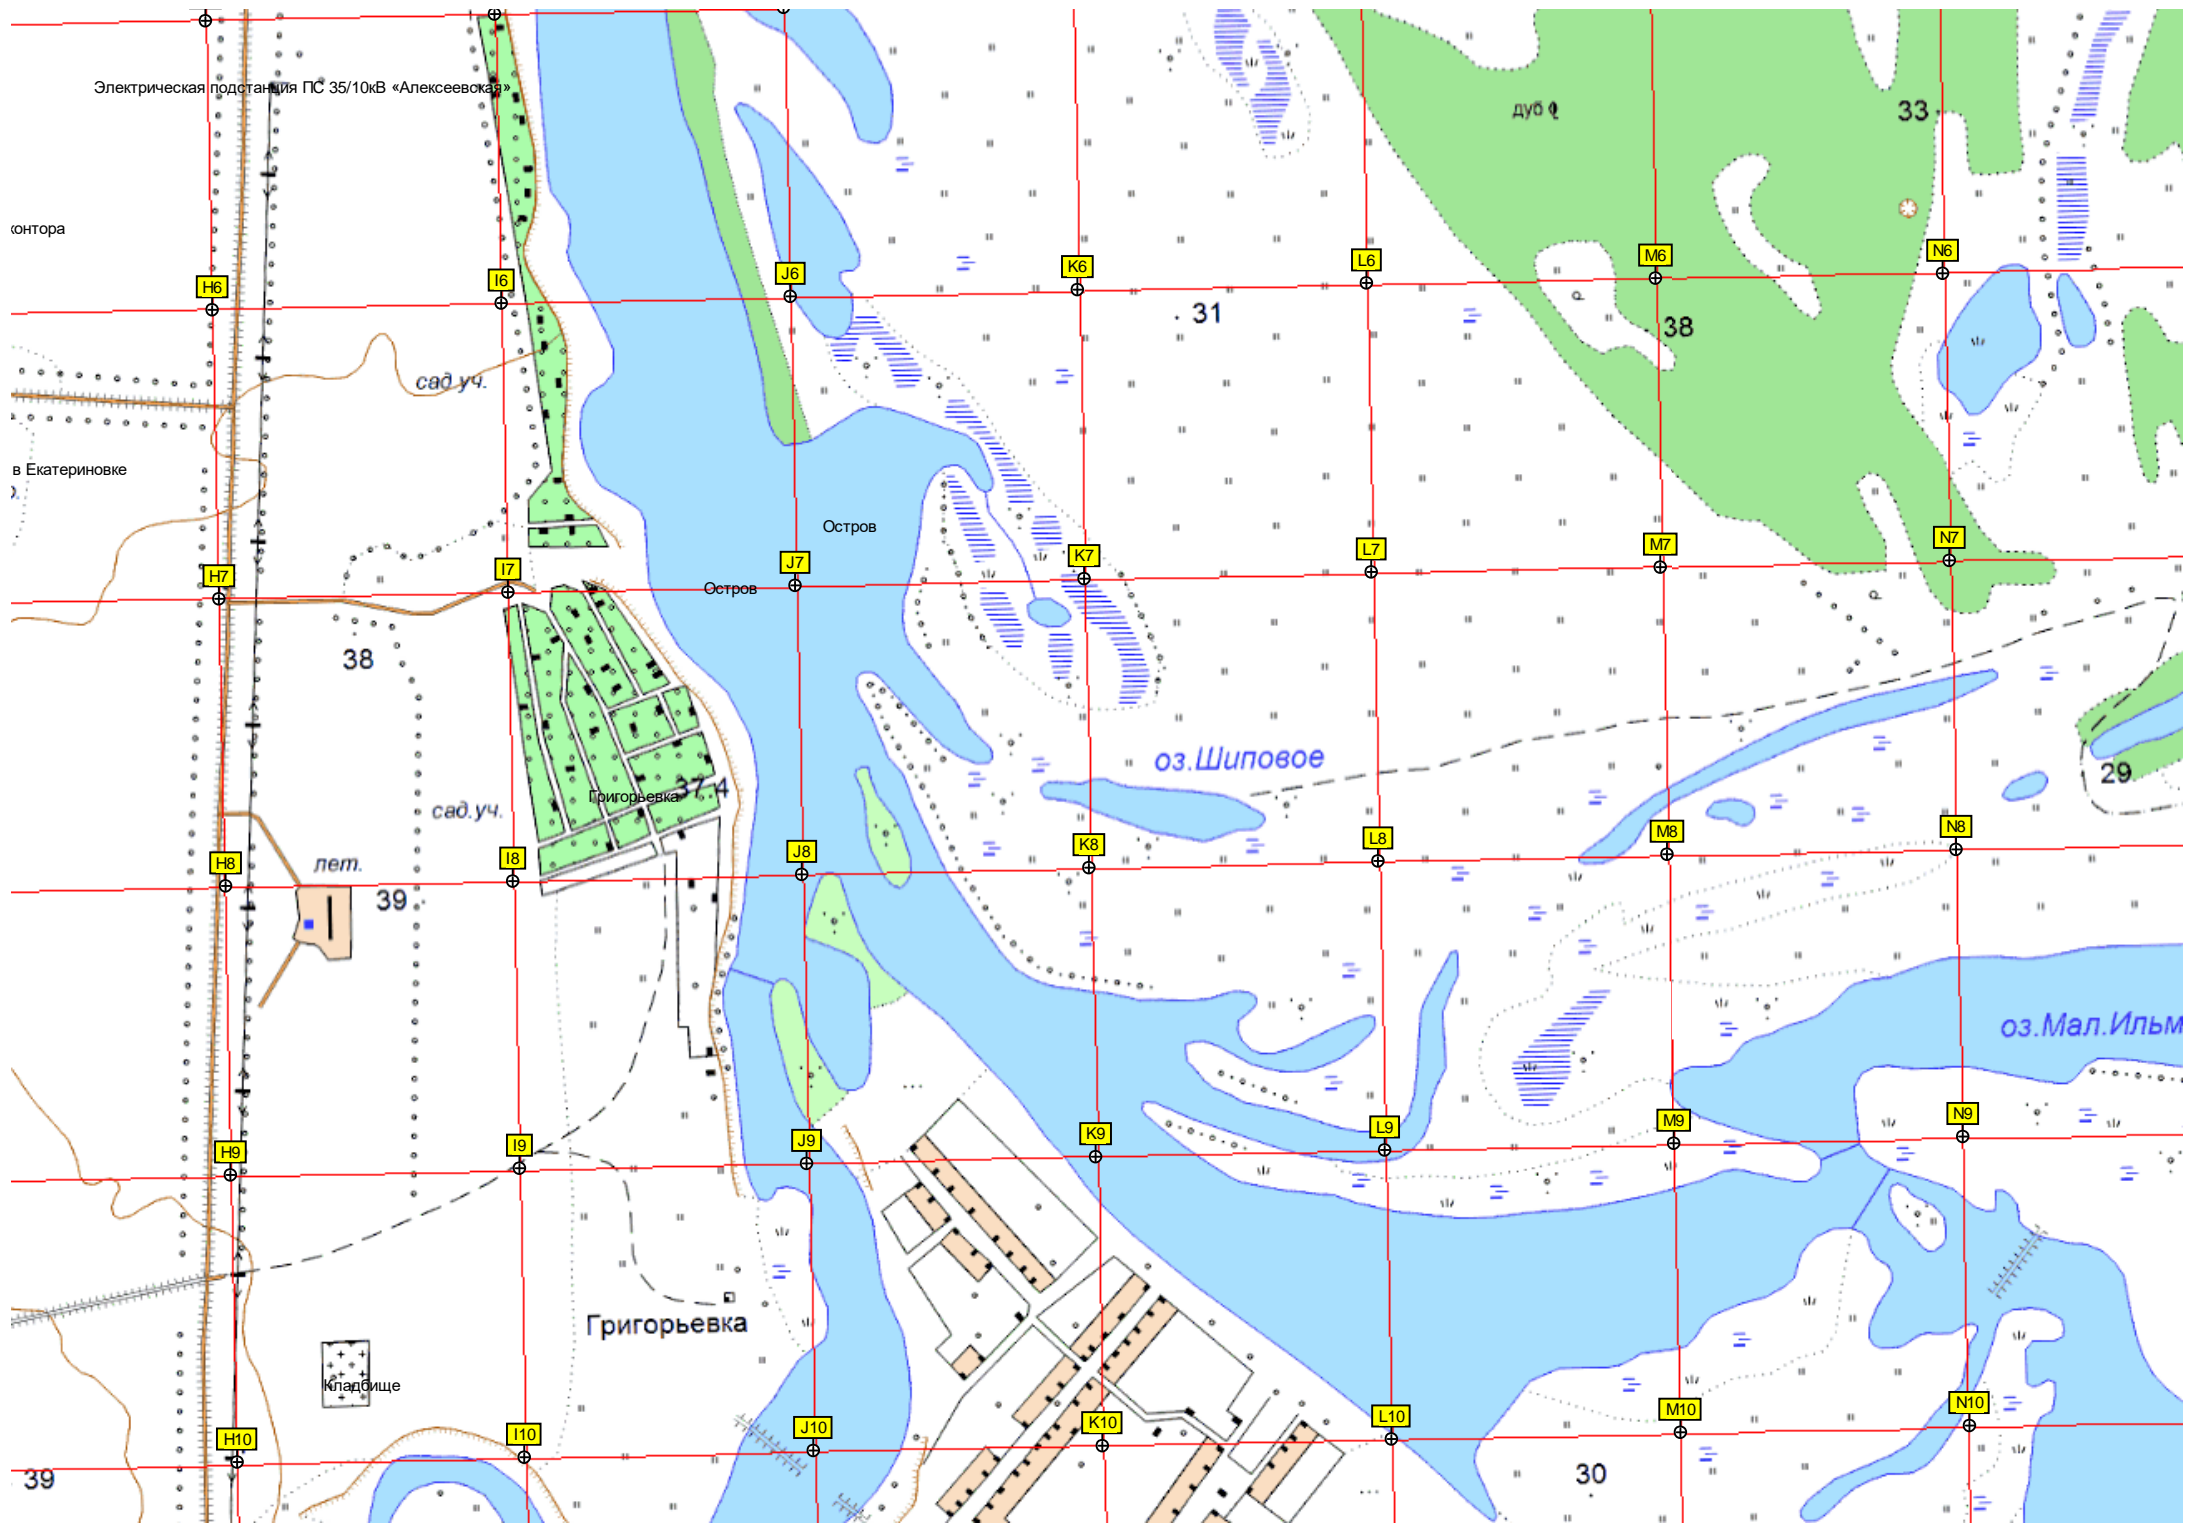 Электрическая подстанция ПС 35/10кВ «Алексеевская»
дуб
33
контора
H6
I6
J6
K6
L6
M6
N6
31
38
сад.уч.
в Екатериновке
Остров
H7
I7
J7
K7
L7
M7
N7
Остров
38
оз.Шиповое
29
Григорьевка
37.4
сад.уч.
H8
I8
J8
K8
L8
M8
N8
лет.
39
оз.Мал.Ильм
H9
I9
J9
K9
L9
M9
N9
Григорьевка
Кладбище
H10
I10
J10
K10
L10
M10
N10
39
30